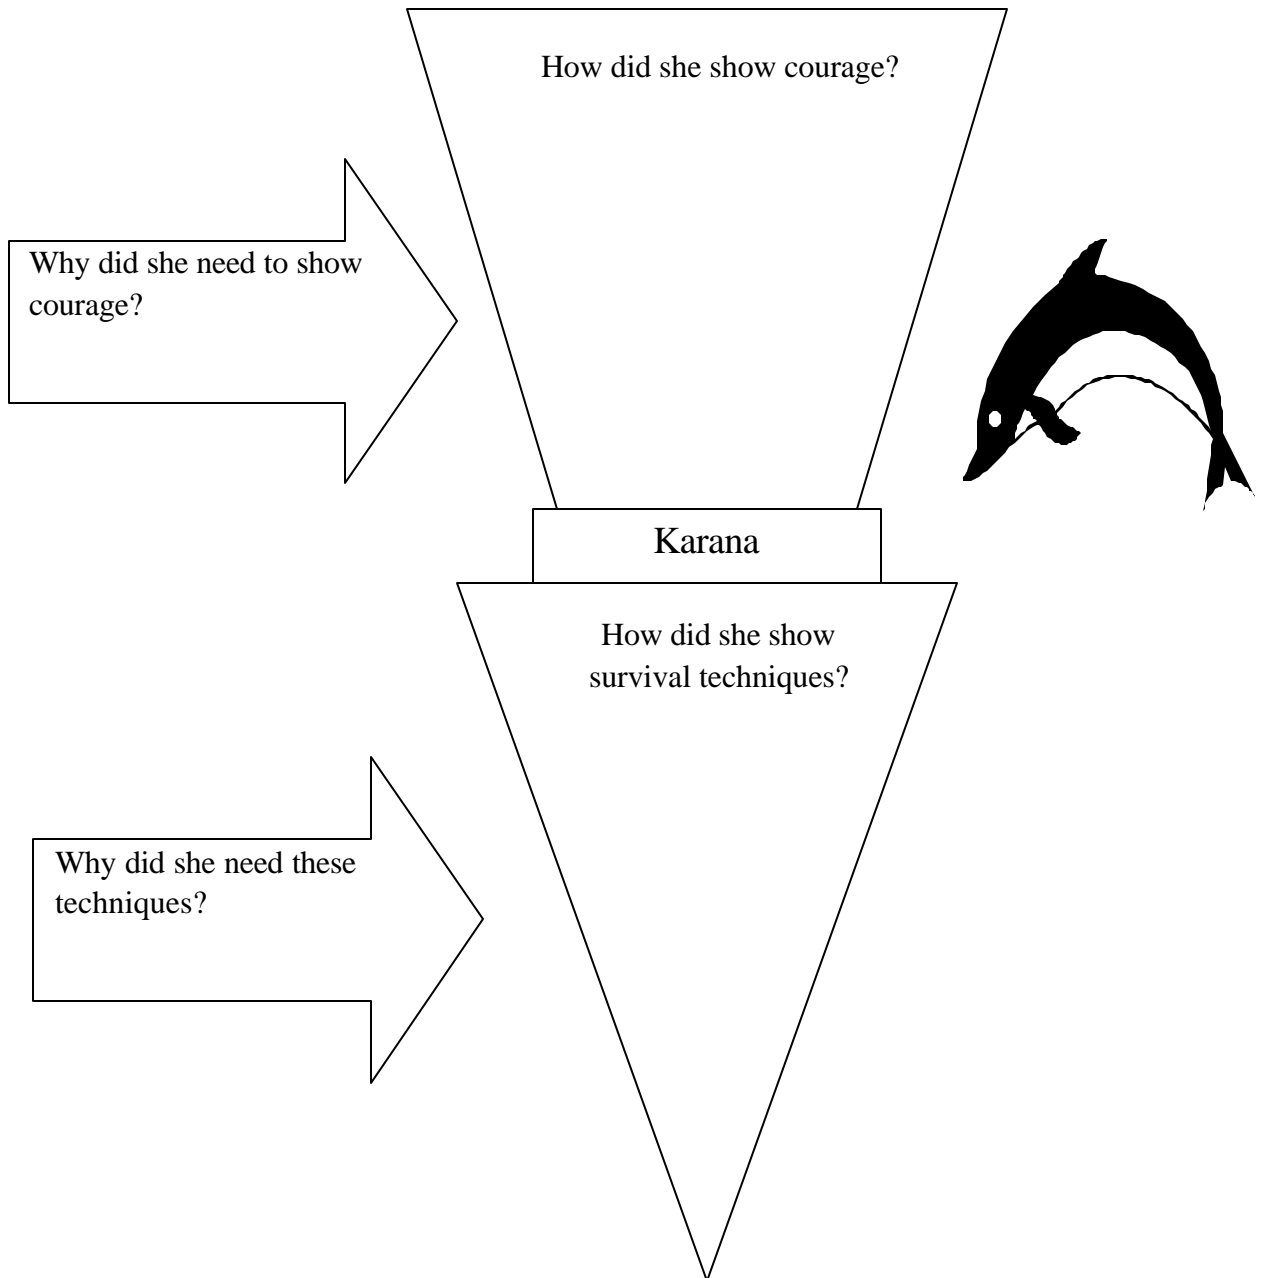 How did she show courage?
Why did she need to show
courage?
Karana
How did she show
survival techniques?
Why did she need these
techniques?